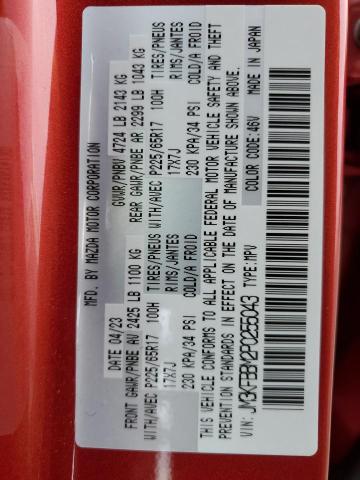 MFD. BY MAZDA MOTOR CORPORATION
04/23 GVWR/PNBV 4724 LB 2143 KG
FRONT GAWR/PNBE AV 2425 LB 1100 KG REAR GAWR/PNBE AR 2299 LB 1043 KG
WITH/AVEC P225/65R17 100H TIRES/PNEUS WITH/AVEC P225/65R17 100H TIRES/PNEUS
17X7J RIMS/JANTES 17X7J RIMS/JANTES
230 KPA/34 PSI COLD/A FROID 230 KPA/34 PSI COLD/A FROID
THIS VEHICLE CONFORMS TO ALL APPLICABLE FEDERAL MOTOR VEHICLE SAFETY AND THEFT
PREVENTION STANDARDS IN EFFECT ON THE DATE OF MANUFACTURE SHOWN ABOVE.
JM3KFBBM2P0255043 TYPE: MPV COLOR CODE: 46V MADE IN JAPAN